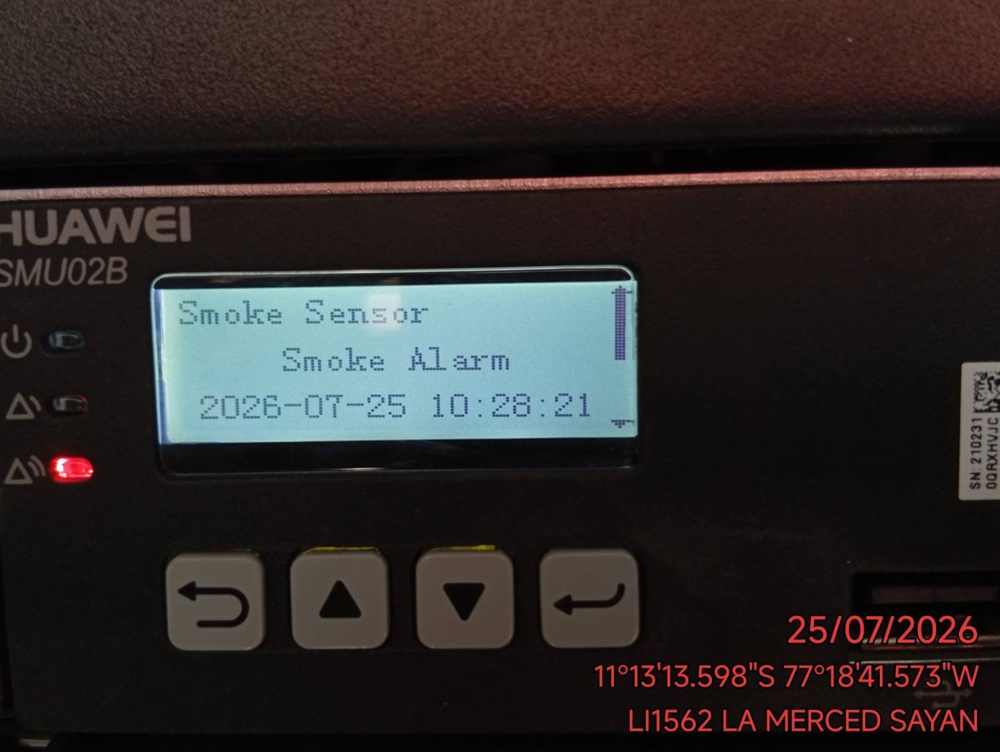 HUAWEI
SMU02B
Smoke Sensor
Smoke Alarm
2026-07-25 10:28:21
SN:210231
0QRXHVJC
25/07/2026
11°13'13.598"S 77°18'41.573"W
LI1562 LA MERCED SAYAN